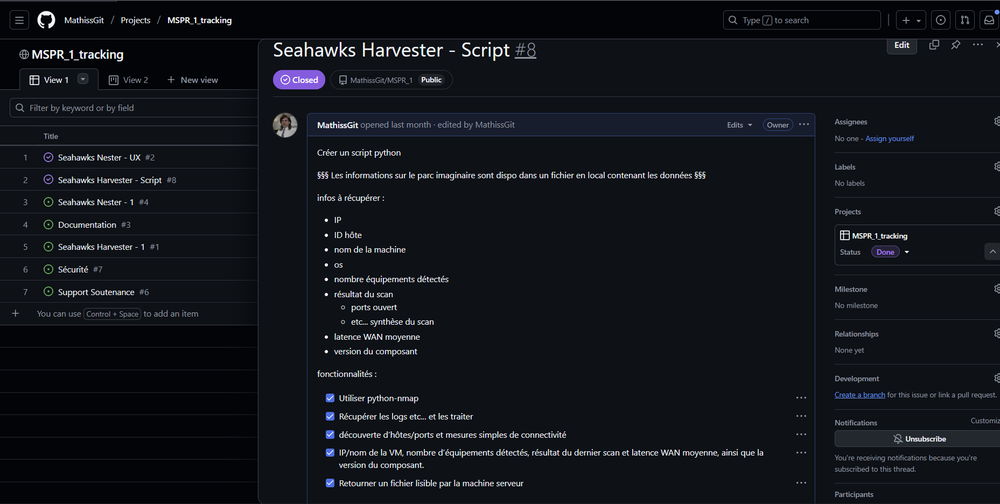 MathissGit / Projects / MSPR_1_tracking
Type / to search
MSPR_1_tracking
View 1
View 2
New view
Filter by keyword or by field
Title
1 Seahawks Nester - UX #2
2 Seahawks Harvester - Script #8
3 Seahawks Nester - 1 #4
4 Documentation #3
5 Seahawks Harvester - 1 #1
6 Sécurité #7
7 Support Soutenance #6
You can use Control + Space to add an item
Seahawks Harvester - Script #8
Edit
Closed
MathissGit/MSPR_1 Public
MathissGit opened last month · edited by MathissGit
Edits
Owner
Créer un script python
§§§ Les informations sur le parc imaginaire sont dispo dans un fichier en local contenant les données §§§
infos à récupérer :
IP
ID hôte
nom de la machine
os
nombre équipements détectés
résultat du scan
ports ouvert
etc... synthèse du scan
latence WAN moyenne
version du composant
fonctionnalités :
Utiliser python-nmap
Récupérer les logs etc... et les traiter
découverte d’hôtes/ports et mesures simples de connectivité
IP/nom de la VM, nombre d’équipements détectés, résultat du dernier scan et latence WAN moyenne, ainsi que la
version du composant.
Retourner un fichier lisible par la machine serveur
Assignees
No one - Assign yourself
Labels
No labels
Projects
MSPR_1_tracking
Status Done
Milestone
No milestone
Relationships
None yet
Development
Create a branch for this issue or link a pull request.
Notifications
Customiz
Unsubscribe
You're receiving notifications because you're
subscribed to this thread.
Participants